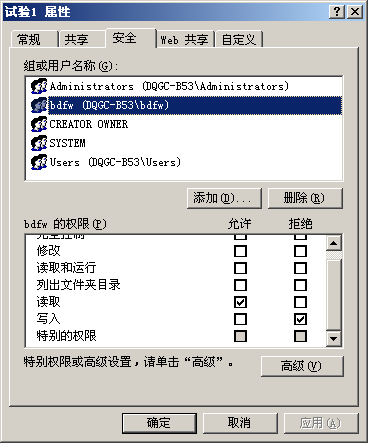 试验1 属性
常规 共享 安全 Web 共享 自定义
组或用户名称(G):
Administrators (DQGC-B53\Administrators)
bdfw (DQGC-B53\bdfw)
CREATOR OWNER
SYSTEM
Users (DQGC-B53\Users)
添加(D)... 删除(R)
bdfw 的权限(P) 允许 拒绝
完全控制
修改
读取和运行
列出文件夹目录
读取
写入
特别的权限
特别权限或高级设置，请单击“高级”。 高级(V)
确定 取消 应用(A)